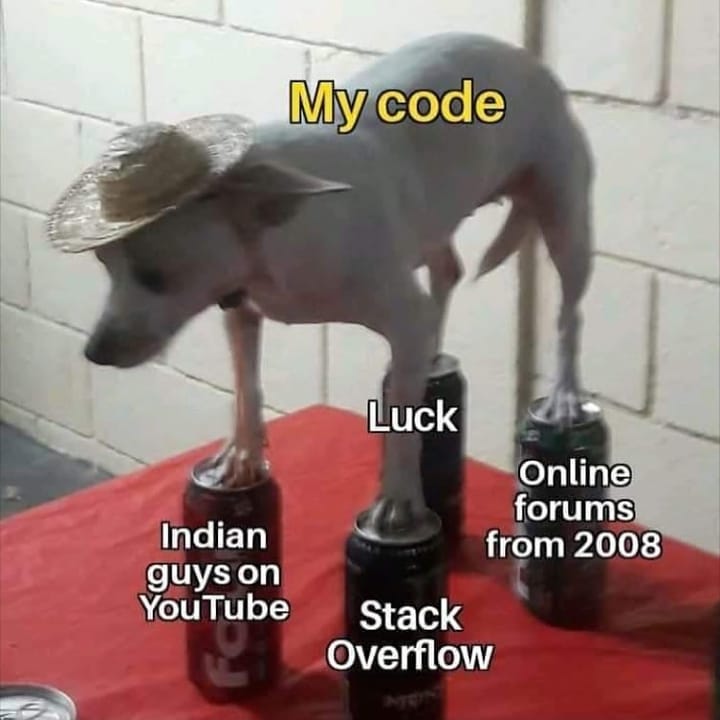 My code
Luck
Online
forums
from 2008
Indian
guys on
YouTube
Stack
Overflow